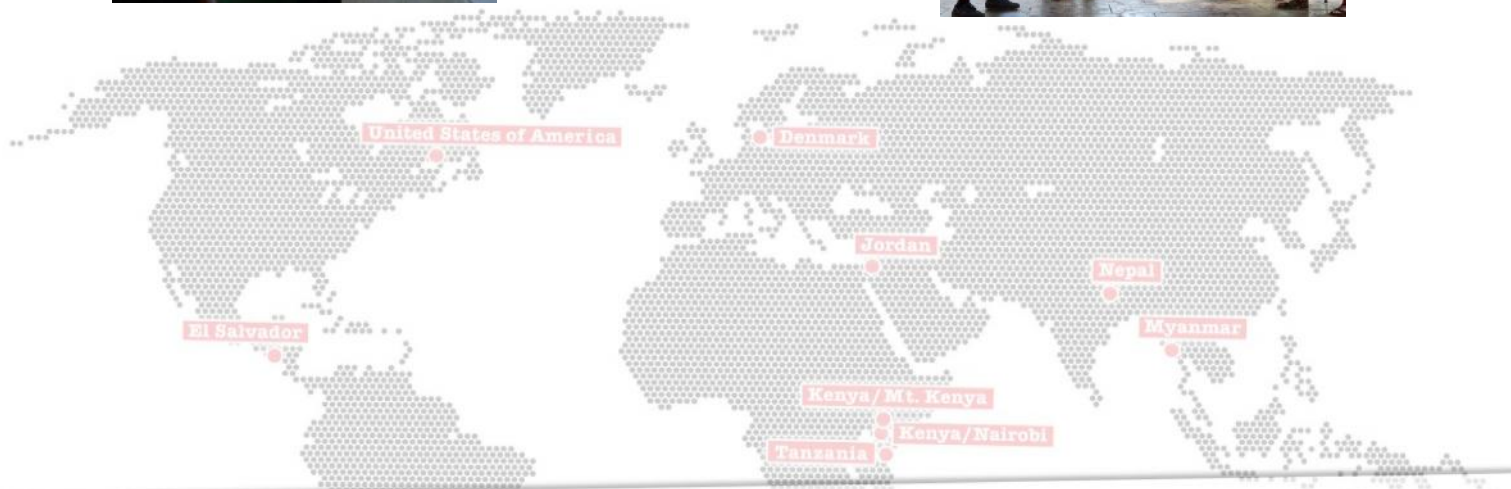 United States of America
Denmark
Jordan
Nepal
El Salvador
Myanmar
Kenya/Mt. Kenya
Kenya/Nairobi
Tanzania